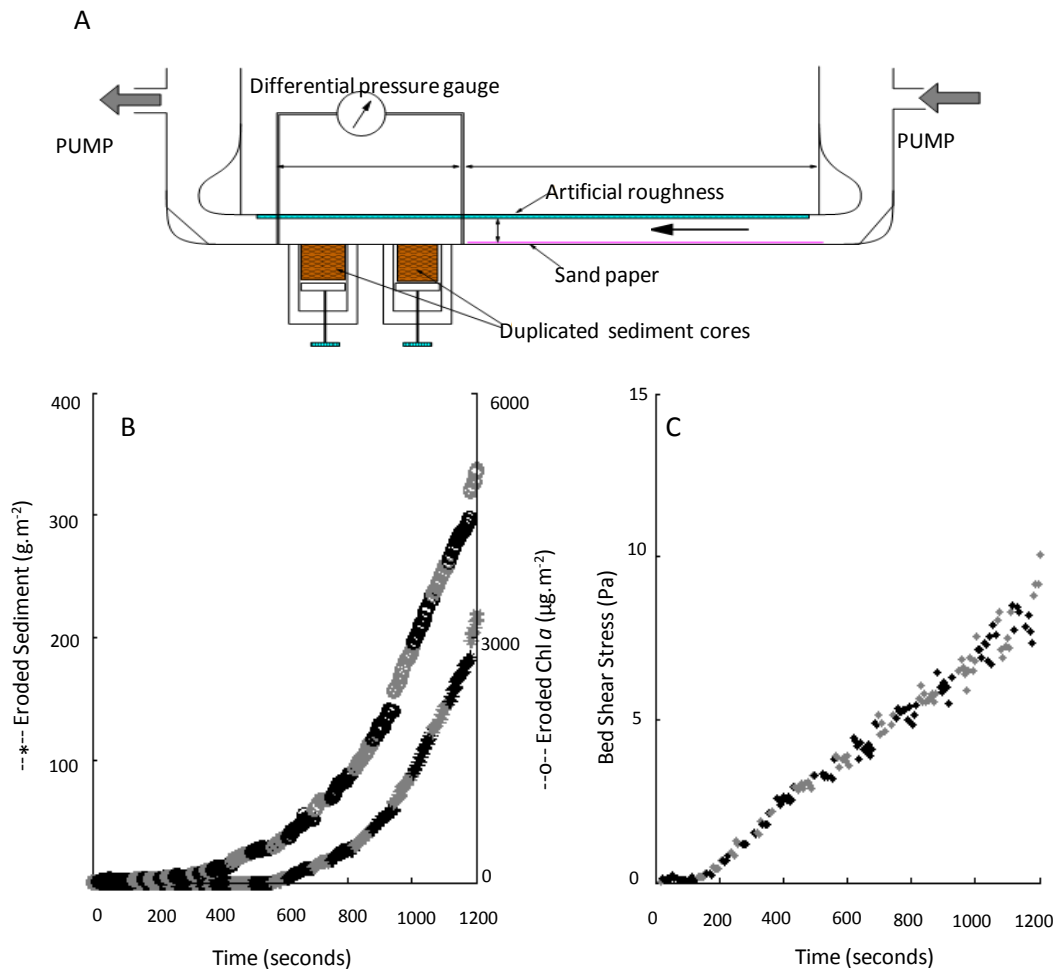 A
Differential pressure gauge
PUMP
PUMP
Artificial roughness
Sand paper
Duplicated sediment cores
B
400
300
200
100
--*-- Eroded Sediment (g.m-2)
6000
3000
0
--o-- Eroded Chl a (µg.m-2)
0 200 400 600 800 1000 1200
Time (seconds)
C
15
10
5
0
Bed Shear Stress (Pa)
0 200 400 600 800 1000 1200
Time (seconds)